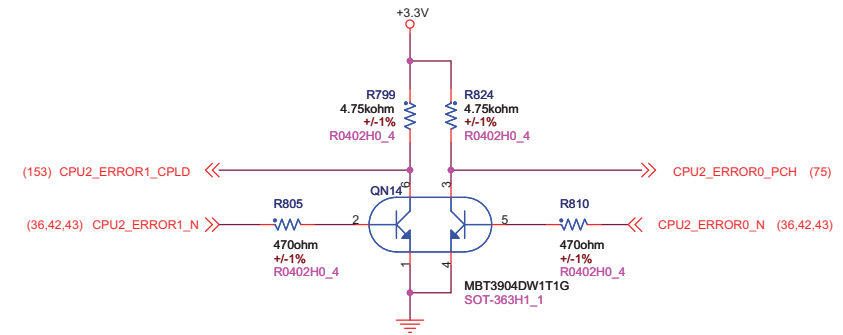 +3.3V
R799
4.75kohm
+/-1%
R0402H0_4
R824
4.75kohm
+/-1%
R0402H0_4
(153) CPU2_ERROR1_CPLD
CPU2_ERROR0_PCH (75)
QN14
6
3
R805
R810
(36,42,43) CPU2_ERROR1_N
2
5
CPU2_ERROR0_N (36,42,43)
470ohm
+/-1%
R0402H0_4
470ohm
+/-1%
R0402H0_4
1
4
MBT3904DW1T1G
SOT-363H1_1